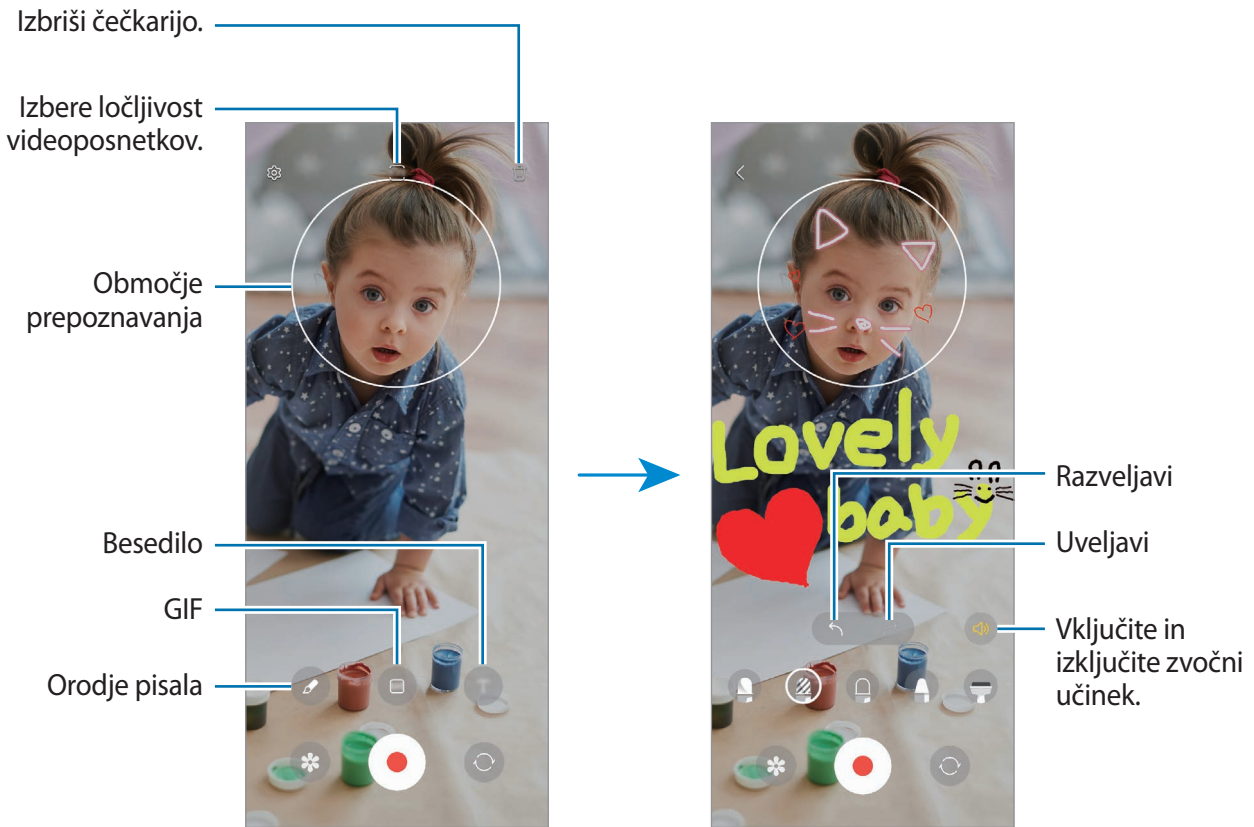 Izbriši čečkarijo.
Izbere ločljivost
videoposnetkov.
Območje
prepoznavanja
Besedilo
GIF
Orodje pisala
T
Lovely
baby
Razveljavi
Uveljavi
Vključite in
izključite zvočni
učinek.